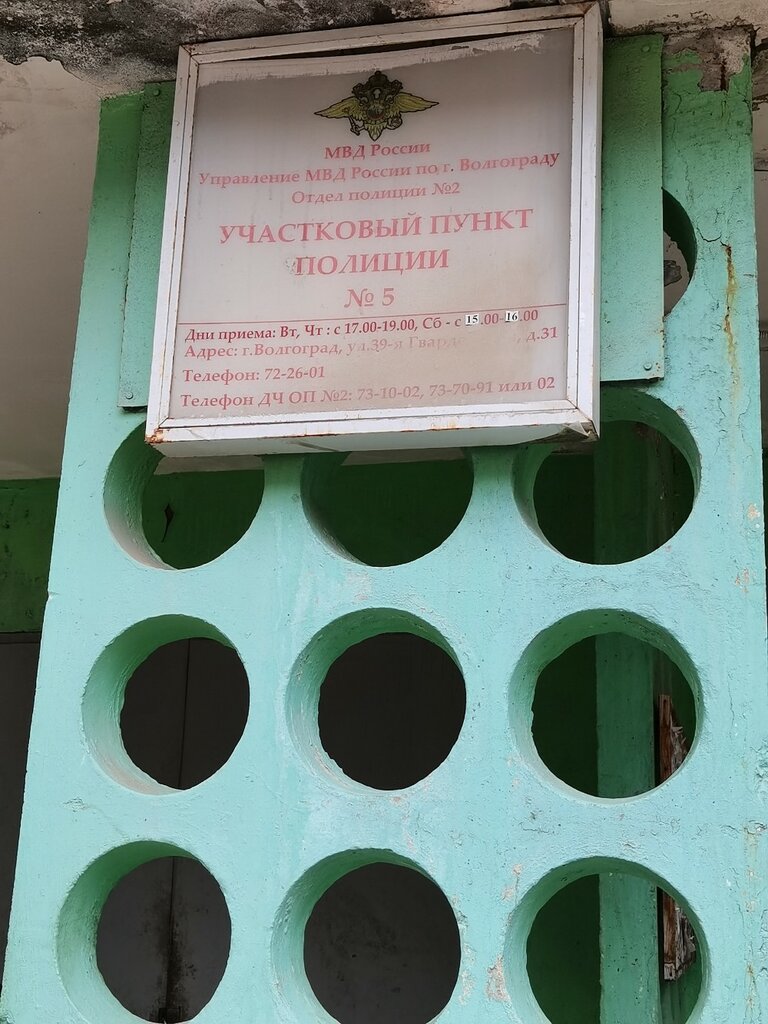 МВД России
Управление МВД России по г. Волгограду
Отдел полиции №2
УЧАСТКОВЫЙ ПУНКТ
ПОЛИЦИИ
№ 5
Дни приема: Вт, Чт : с 17.00-19.00, Сб - с 15.00-16.00
Адрес: г.Волгоград, ул.39-я д.31
Телефон: 72-26-01
Телефон ДЧ ОП №2: 73-10-02, 73-70-91 или 02